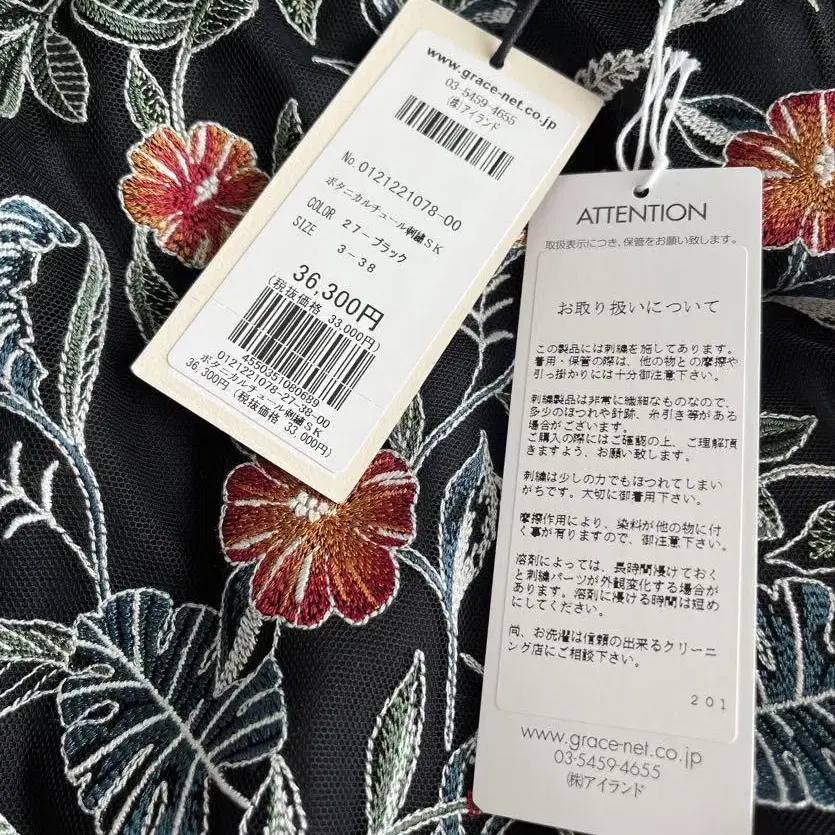 www.grace-net.co.jp
03-5459-4655
(株)アイランド
No.0121221078-00
ボタニカルチュール刺繍SK
COLOR 27-ブラック
SIZE 3-38
36,300円
(税抜価格 33,000円)
4550351080689
0121221078-27-38-00
ボタニカルチュール刺繍SK
36,300円 (税抜価格 33,000円)
ATTENTION
取扱表示につき、保管をお願い致します。
お取り扱いについて
この製品には刺繍を施してあります。
着用・保管の際は、他の物との摩擦や
引っ掛かりには十分御注意下さい。
刺繍製品は非常に繊細なものなので、
多少のほつれや針跡、糸引き等がある
場合がございます。
ご購入の際にはご確認の上、ご理解頂
きますよう、お願い致します。
刺繍は少しの力でもほつれてしまい
がちです。大切に御着用下さい。
摩擦作用により、染料が他の物に付
く事が有りますので、御注意下さい。
溶剤によっては、長時間浸けておく
と刺繍パーツが外観変化する場合が
あります。溶剤に浸ける時間は短め
にしてください。
尚、お洗濯は信頼の出来るクリーニ
ング店にご相談下さい。
201
www.grace-net.co.jp
03-5459-4655
(株)アイランド